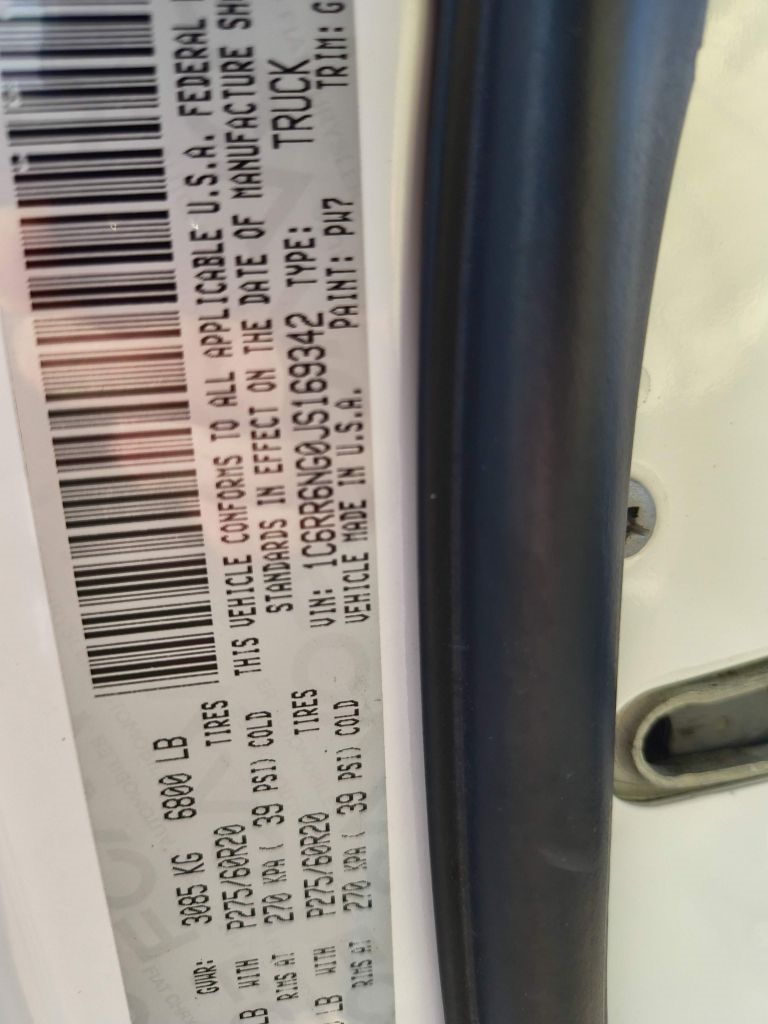 GVWR: 3085 KG 6800 LB
LB WITH P275/60R20 TIRES
RIMS AT 270 KPA ( 39 PSI) COLD
LB WITH P275/60R20 TIRES
RIMS AT 270 KPA ( 39 PSI) COLD
THIS VEHICLE CONFORMS TO ALL APPLICABLE U.S.A. FEDERAL
STANDARDS IN EFFECT ON THE DATE OF MANUFACTURE SH
VIN: 1C6RR6NG0JS169342 TYPE: TRUCK
VEHICLE MADE IN U.S.A. PAINT: PW7 TRIM: G